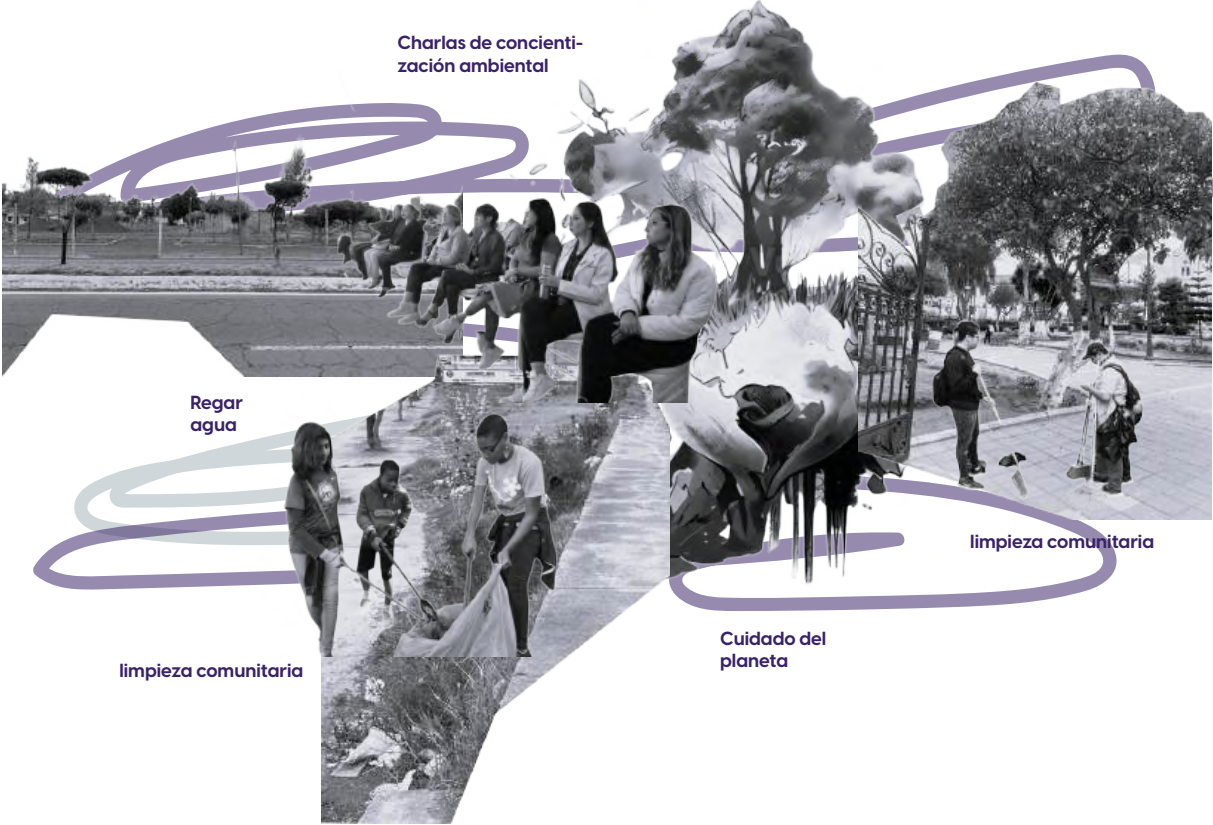 Charlas de concienti-
zación ambiental
Regar
agua
limpieza comunitaria
limpieza comunitaria
Cuidado del
planeta